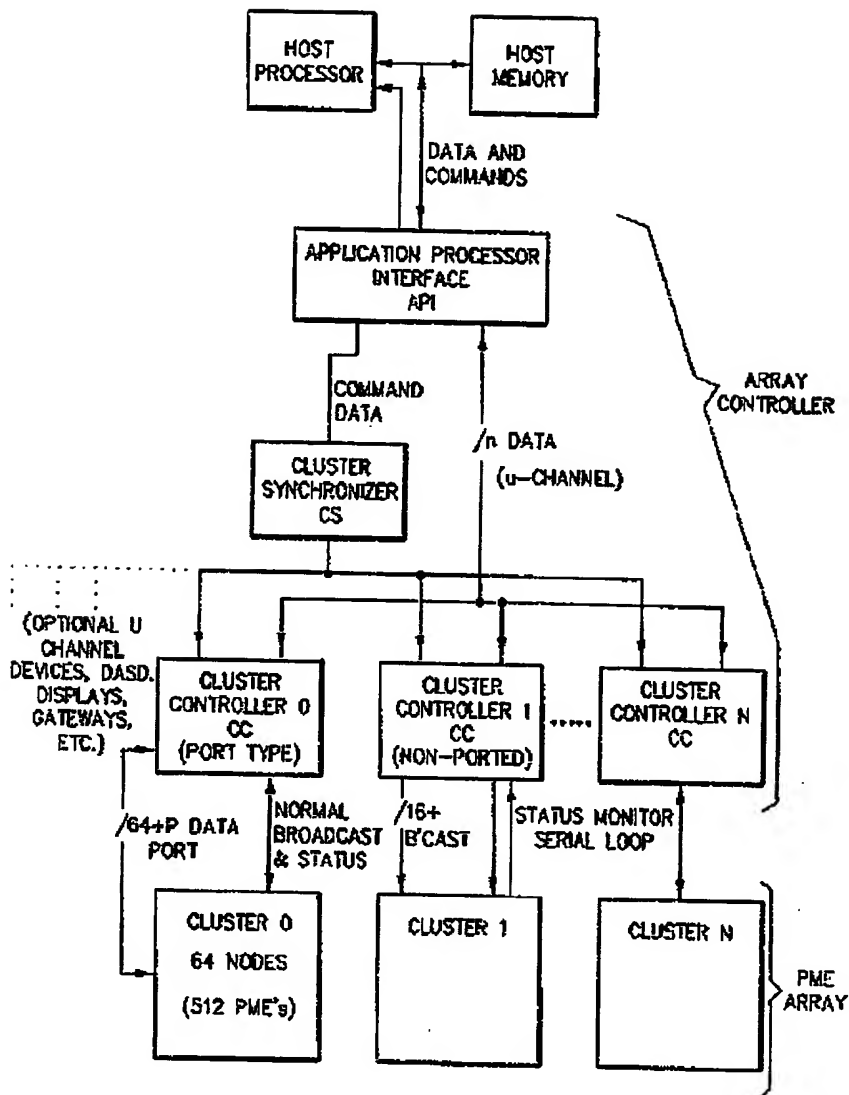 HOST
PROCESSOR
HOST
MEMORY
DATA AND
COMMANDS
APPLICATION PROCESSOR
INTERFACE
API
ARRAY
CONTROLLER
COMMAND
DATA
/n DATA
(u-CHANNEL)
CLUSTER
SYNCHRONIZER
CS
(OPTIONAL U
CHANNEL
DEVICES, DASD.
DISPLAYS,
GATEWAYS,
ETC.)
CLUSTER
CONTROLLER 0
CC
(PORT TYPE)
CLUSTER
CONTROLLER 1
CC
(NON-PORTED)
.....
CLUSTER
CONTROLLER N
CC
/64+P DATA
PORT
NORMAL
BROADCAST
& STATUS
/16+
B'CAST
STATUS MONITOR
SERIAL LOOP
CLUSTER 0
64 NODES
(512 PME's)
CLUSTER 1
CLUSTER N
PME
ARRAY